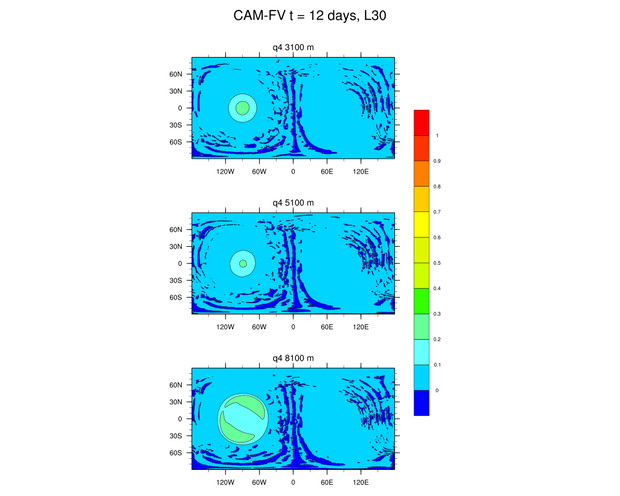 CAM-FV t = 12 days, L30
q4 3100 m
60N
30N
0
30S
60S
120W 60W 0 60E 120E
q4 5100 m
60N
30N
0
30S
60S
120W 60W 0 60E 120E
q4 8100 m
60N
30N
0
30S
60S
120W 60W 0 60E 120E
1
0.9
0.8
0.7
0.6
0.5
0.4
0.3
0.2
0.1
0